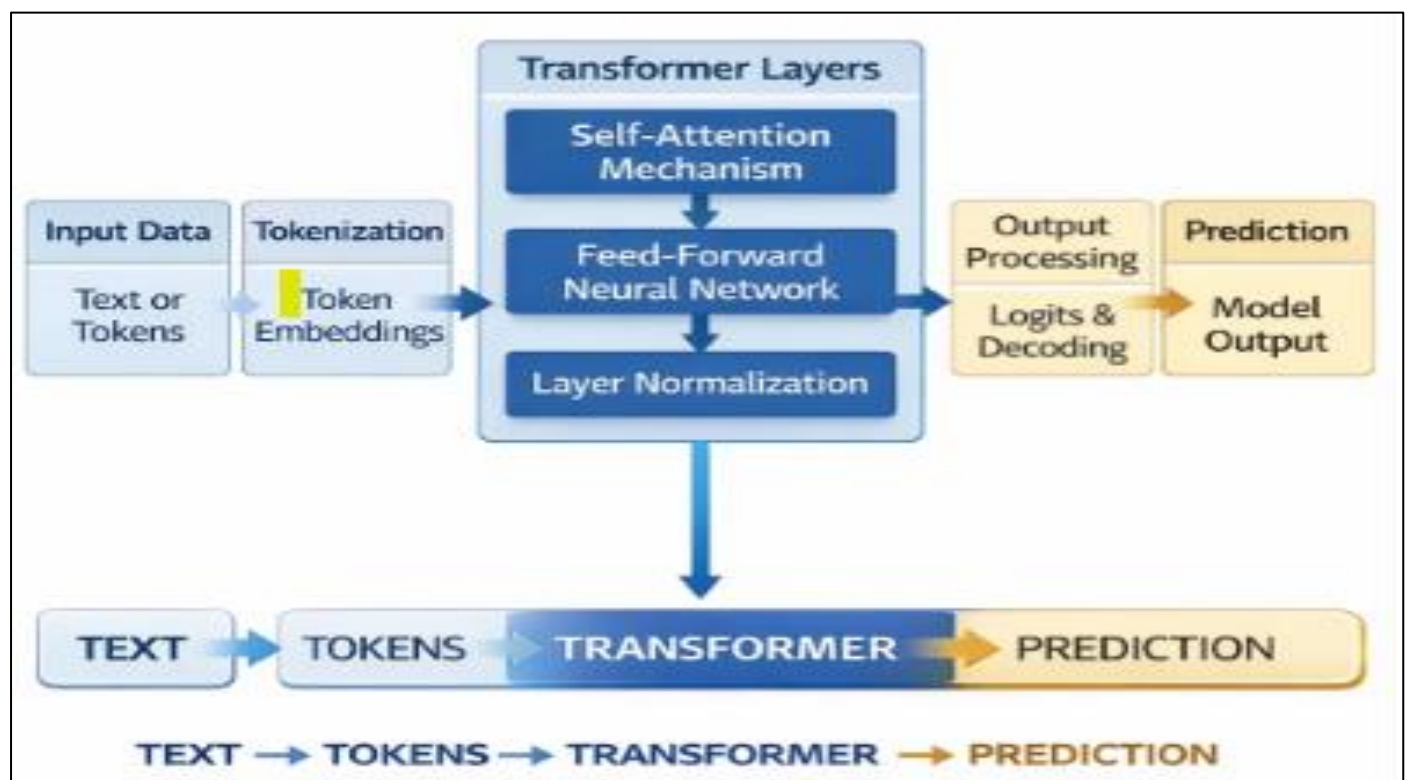 Transformer Layers
Self-Attention
Mechanism
Feed-Forward
Neural Network
Layer Normalization
Input Data
Text or
Tokens
Tokenization
Token
Embeddings
Output
Processing
Logits &
Decoding
Prediction
Model
Output
TEXT TOKENS TRANSFORMER PREDICTION
TEXT → TOKENS → TRANSFORMER → PREDICTION